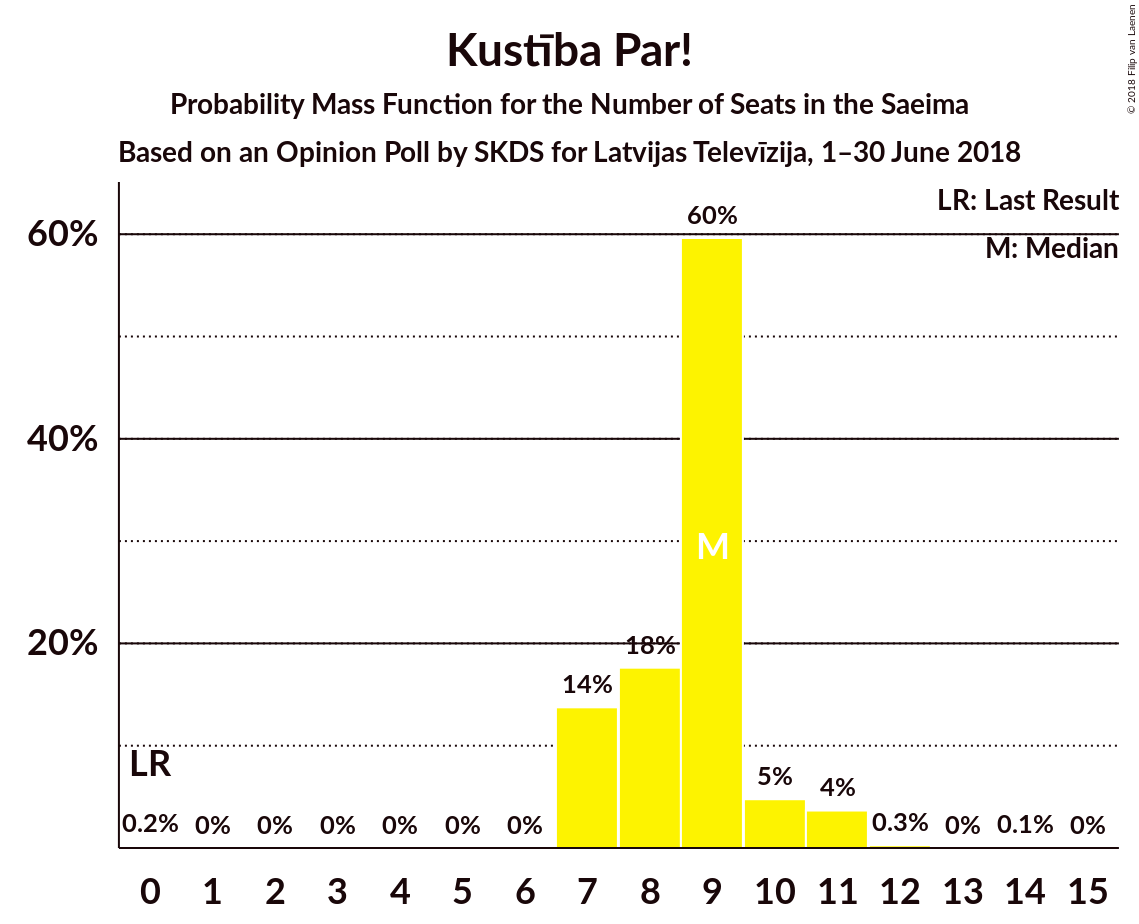 Kustība Par!
Probability Mass Function for the Number of Seats in the Saeima
Based on an Opinion Poll by SKDS for Latvijas Televīzija, 1–30 June 2018
© 2018 Filip van Laenen
LR: Last Result
M: Median
60%
40%
20%
LR
0.2% 0% 0% 0% 0% 0% 0% 14% 18% 60% 5% 4% 0.3% 0% 0.1% 0%
M
0 1 2 3 4 5 6 7 8 9 10 11 12 13 14 15